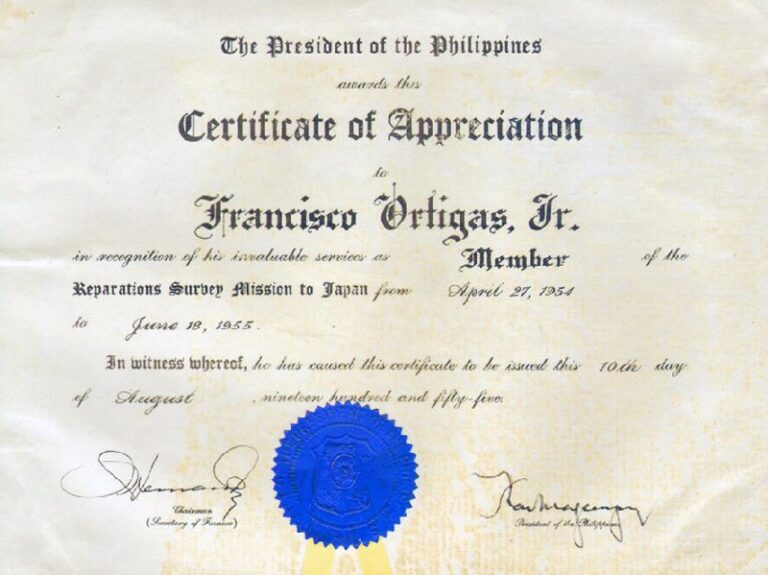 The President of the Philippines
awards this
Certificate of Appreciation
to
Francisco Ortigas, Jr.
in recognition of his invaluable services as Member of the
Reparations Survey Mission to Japan from April 27, 1954
to June 18, 1955.
In witness whereof, he has caused this certificate to be issued this 10th day
of August, nineteen hundred and fifty-five.
Chairman
(Secretary of Finance)
President of the Philippines